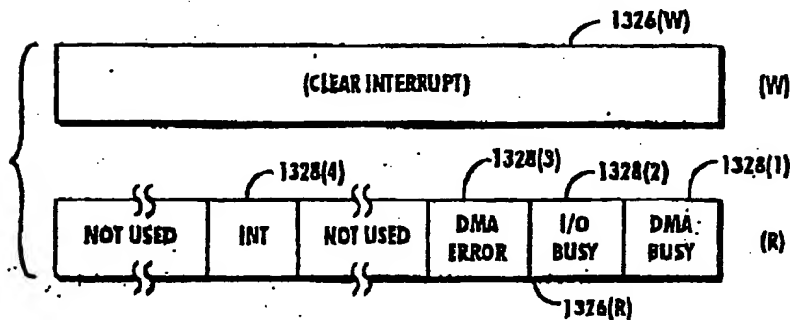 1326(W)
(CLEAR INTERRUPT) (W)
1328(4) 1328(3) 1328(2) 1328(1)
NOT USED INT NOT USED DMA ERROR I/O BUSY DMA BUSY (R)
1326(R)